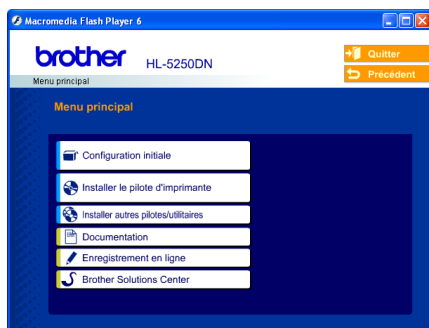 Macromedia Flash Player 6
brother HL-5250DN
Quitter
Précédent
Menu principal
Menu principal
Configuration initiale
Installer le pilote d'imprimante
Installer autres pilotes/utilitaires
Documentation
Enregistrement en ligne
Brother Solutions Center